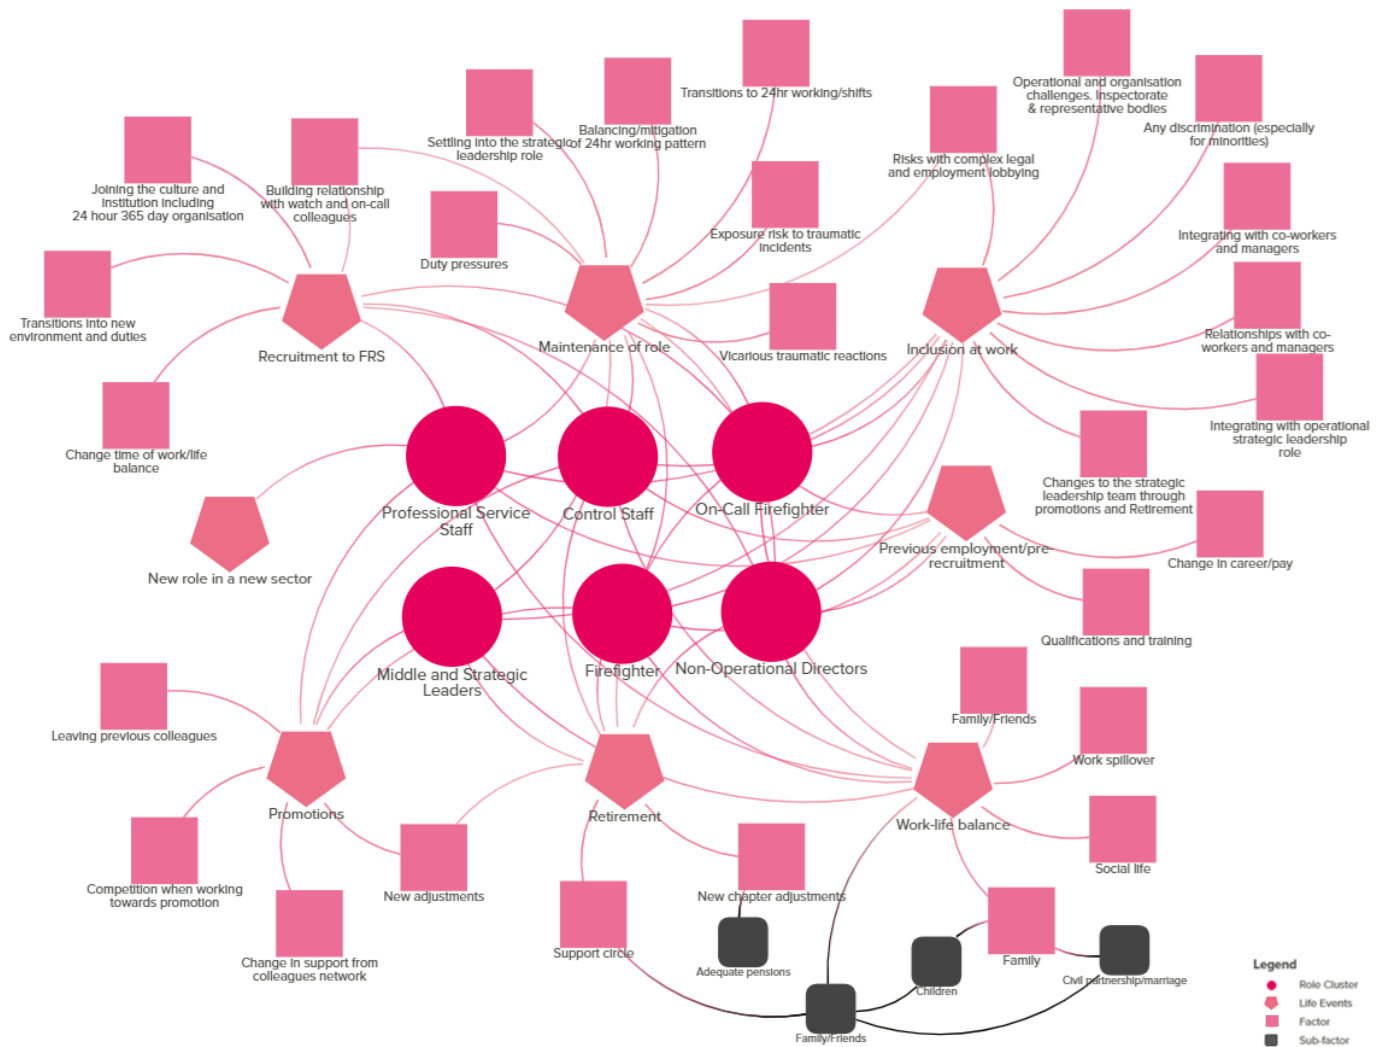 Transitions to 24hr working/shifts
Operational and organisation
challenges. Inspectorate
& representative bodies
Settling into the strategic
leadership role
Balancing/mitigation
of 24hr working pattern
Any discrimination (especially
for minorities)
Risks with complex legal
and employment lobbying
Joining the culture and
institution including
24 hour 365 day organisation
Building relationship
with watch and on-call
colleagues
Duty pressures
Exposure risk to traumatic
incidents
Integrating with co-workers
and managers
Transitions into new
environment and duties
Recruitment to FRS
Maintenance of role
Vicarious traumatic reactions
Inclusion at work
Relationships with co-
workers and managers
Change time of work/life
balance
Integrating with operational
strategic leadership
role
Changes to the strategic
leadership team through
promotions and Retirement
Professional Service
Staff
Control Staff
On-Call Firefighter
Previous employment/pre-
recruitment
Change in career/pay
New role in a new sector
Qualifications and training
Middle and Strategic
Leaders
Firefighter
Non-Operational Directors
Leaving previous colleagues
Family/Friends
Work spillover
Promotions
Retirement
Work-life balance
Social life
Competition when working
towards promotion
New adjustments
New chapter adjustments
Change in support from
colleagues network
Support circle
Adequate pensions
Children
Family
Civil partnership/marriage
Family/Friends
Legend
Role Cluster
Life Events
Factor
Sub-factor